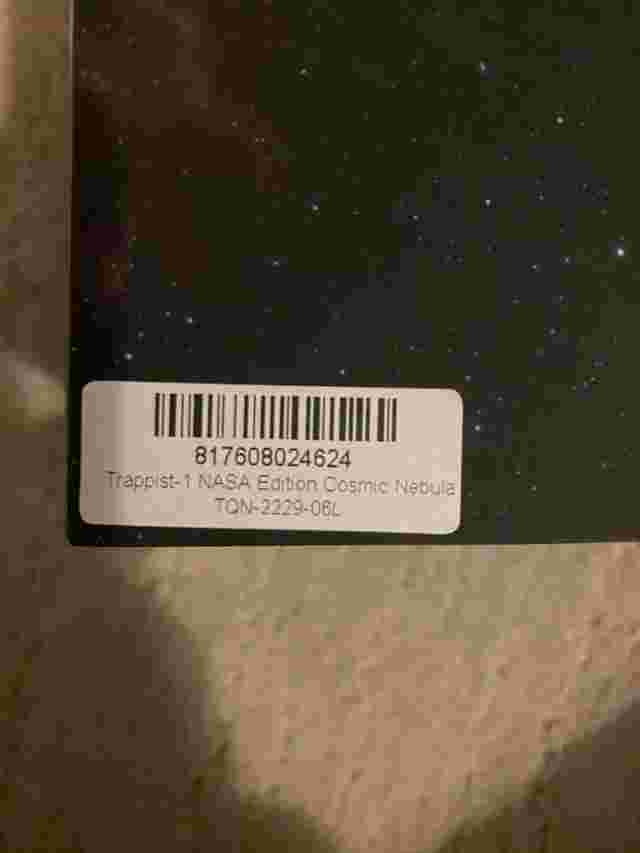 817608024624
Trappist-1 NASA Edition Cosmic Nebula
TQN-2229-06L